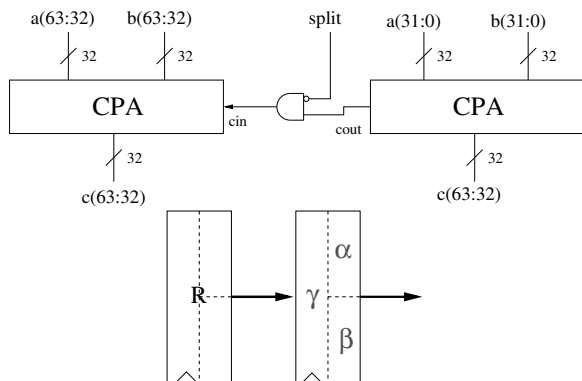 a(63:32) b(63:32) split a(31:0) b(31:0)
32 32 32 32
CPA CPA
cin cout
32 32
c(63:32) c(63:32)
R γ α
β